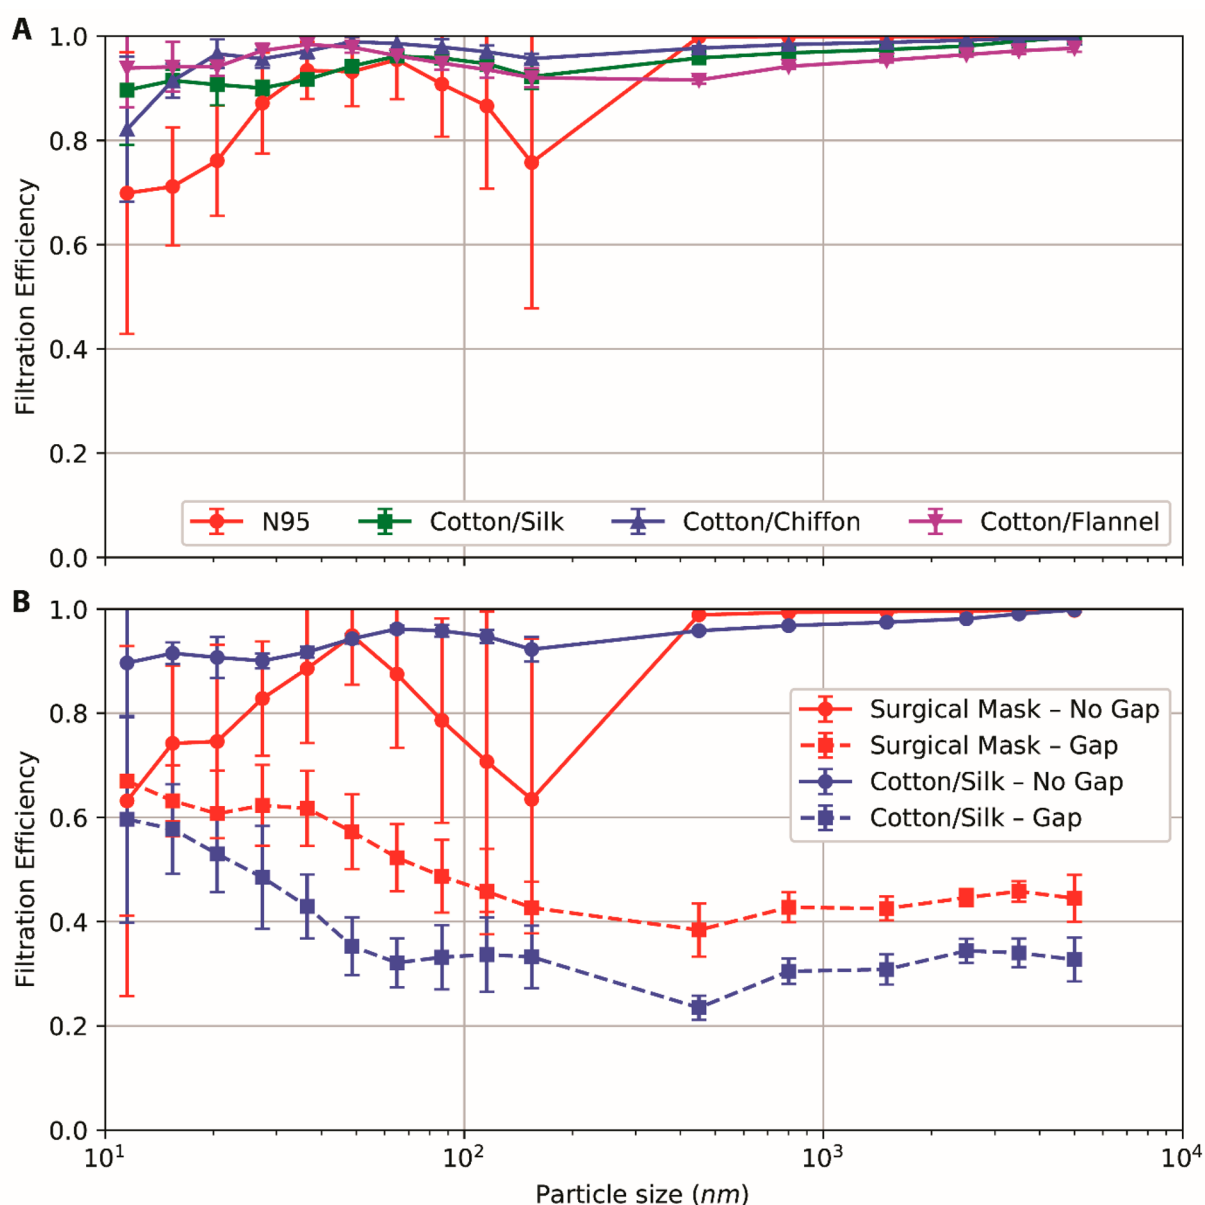 A
1.0
0.8
0.6
0.4
0.2
0.0
Filtration Efficiency
N95 Cotton/Silk Cotton/Chiffon Cotton/Flannel
B
1.0
0.8
0.6
0.4
0.2
0.0
Filtration Efficiency
Surgical Mask – No Gap
Surgical Mask – Gap
Cotton/Silk – No Gap
Cotton/Silk – Gap
10¹ 10² 10³ 10⁴
Particle size (nm)